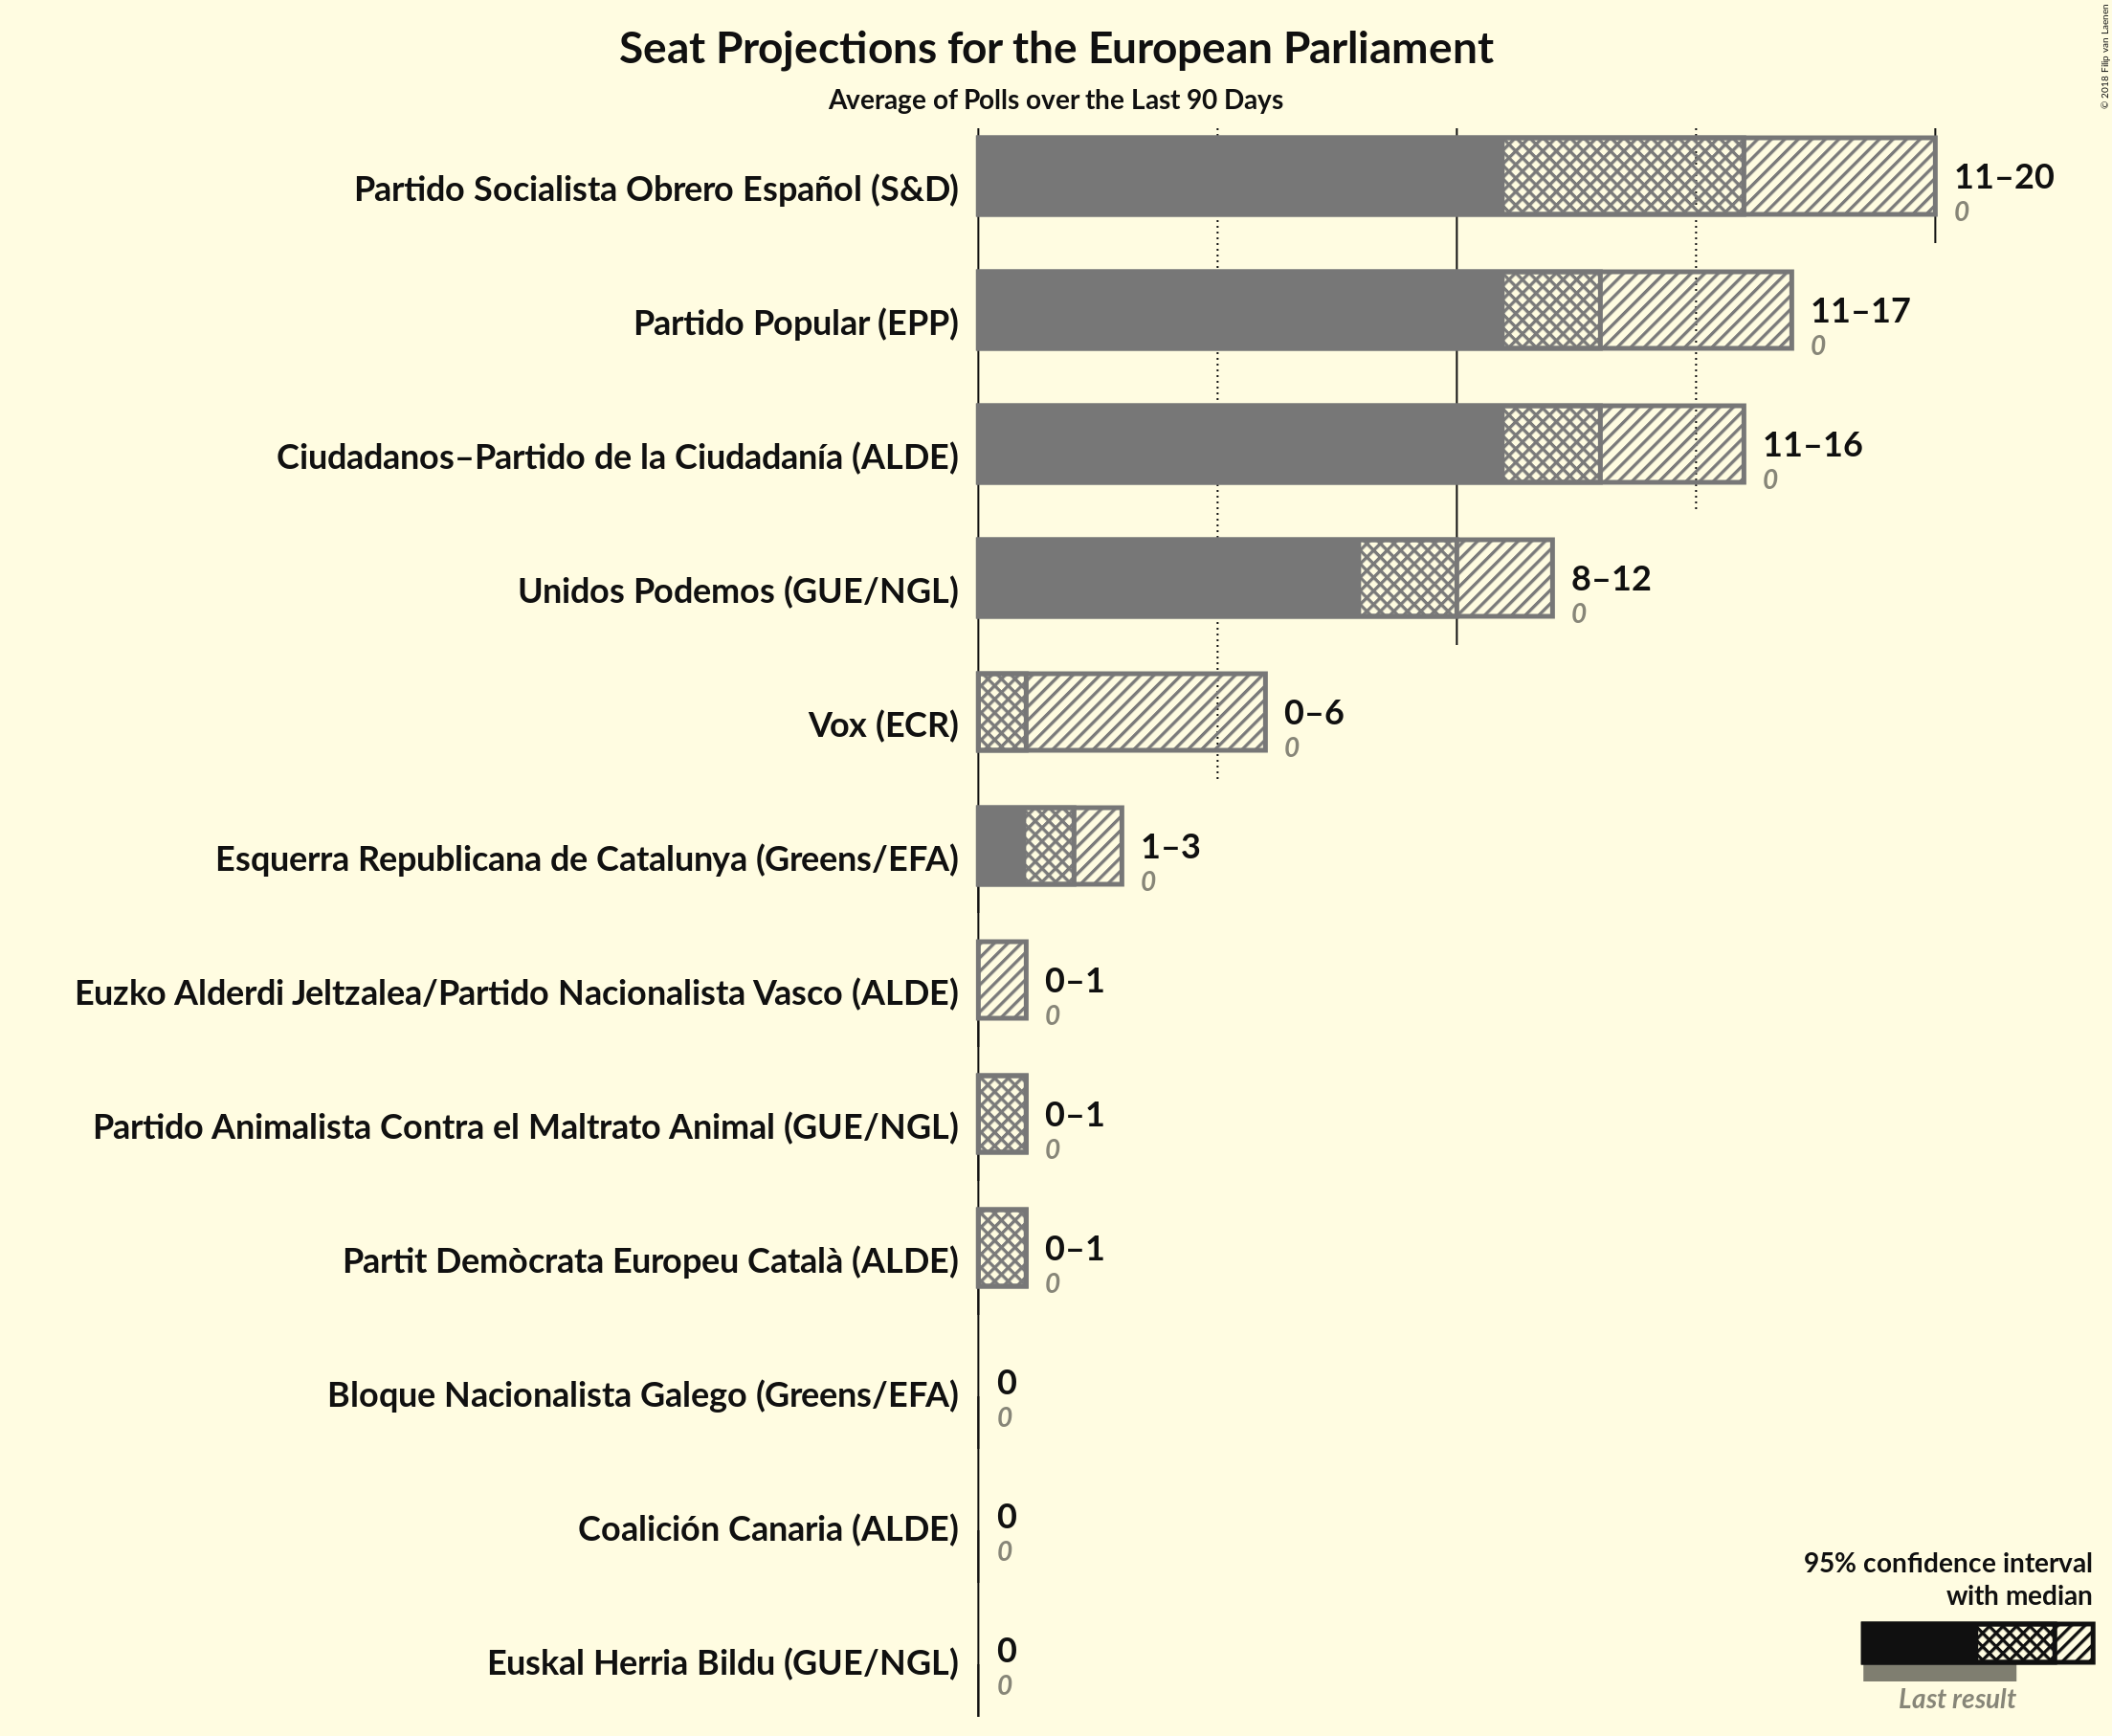 Seat Projections for the European Parliament
Average of Polls over the Last 90 Days
© 2018 Filip van Laenen
Partido Socialista Obrero Español (S&D)
11–20
0
Partido Popular (EPP)
11–17
0
Ciudadanos–Partido de la Ciudadanía (ALDE)
11–16
0
Unidos Podemos (GUE/NGL)
8–12
0
Vox (ECR)
0–6
0
Esquerra Republicana de Catalunya (Greens/EFA)
1–3
0
Euzko Alderdi Jeltzalea/Partido Nacionalista Vasco (ALDE)
0–1
0
Partido Animalista Contra el Maltrato Animal (GUE/NGL)
0–1
0
Partit Demòcrata Europeu Català (ALDE)
0–1
0
Bloque Nacionalista Galego (Greens/EFA)
0
0
Coalición Canaria (ALDE)
0
0
Euskal Herria Bildu (GUE/NGL)
0
0
95% confidence interval
with median
Last result